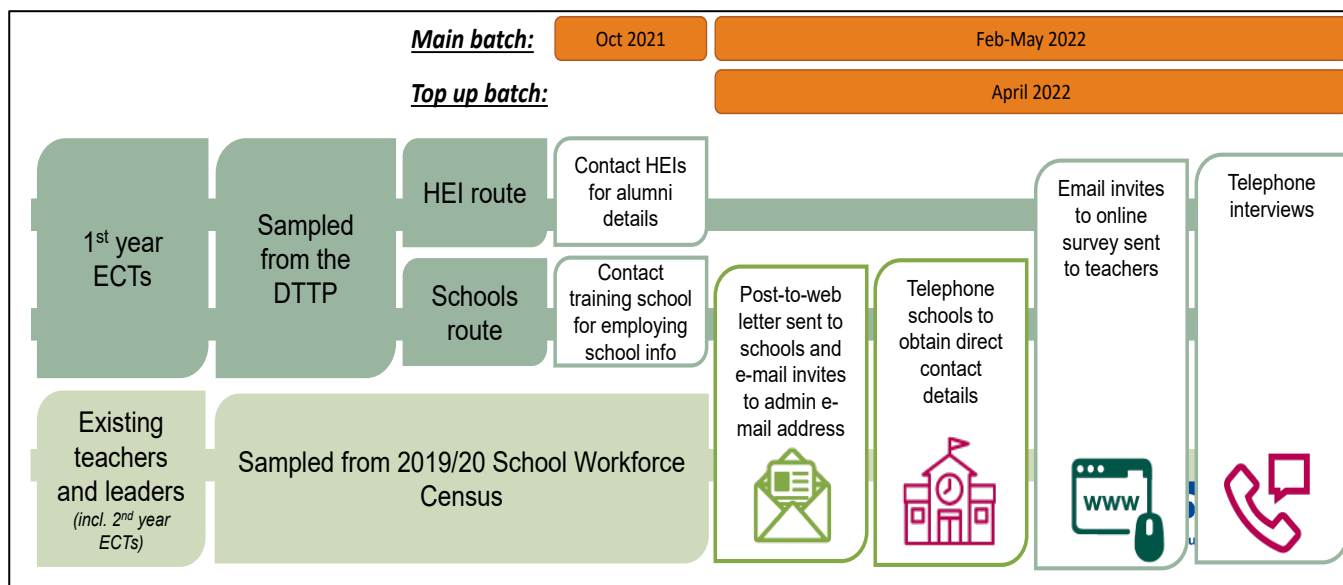 Main batch:
Oct 2021
Feb-May 2022
Top up batch:
April 2022
1st year
ECTs
Sampled
from the
DTTP
HEI route
Schools
route
Contact HEIs
for alumni
details
Contact
training school
for employing
school info
Post-to-web
letter sent to
schools and
e-mail invites
to admin e-
mail address
Telephone
schools to
obtain direct
contact
details
Email invites
to online
survey sent
to teachers
Telephone
interviews
Existing
teachers
and leaders
(incl. 2nd year
ECTs)
Sampled from 2019/20 School Workforce
Census
www